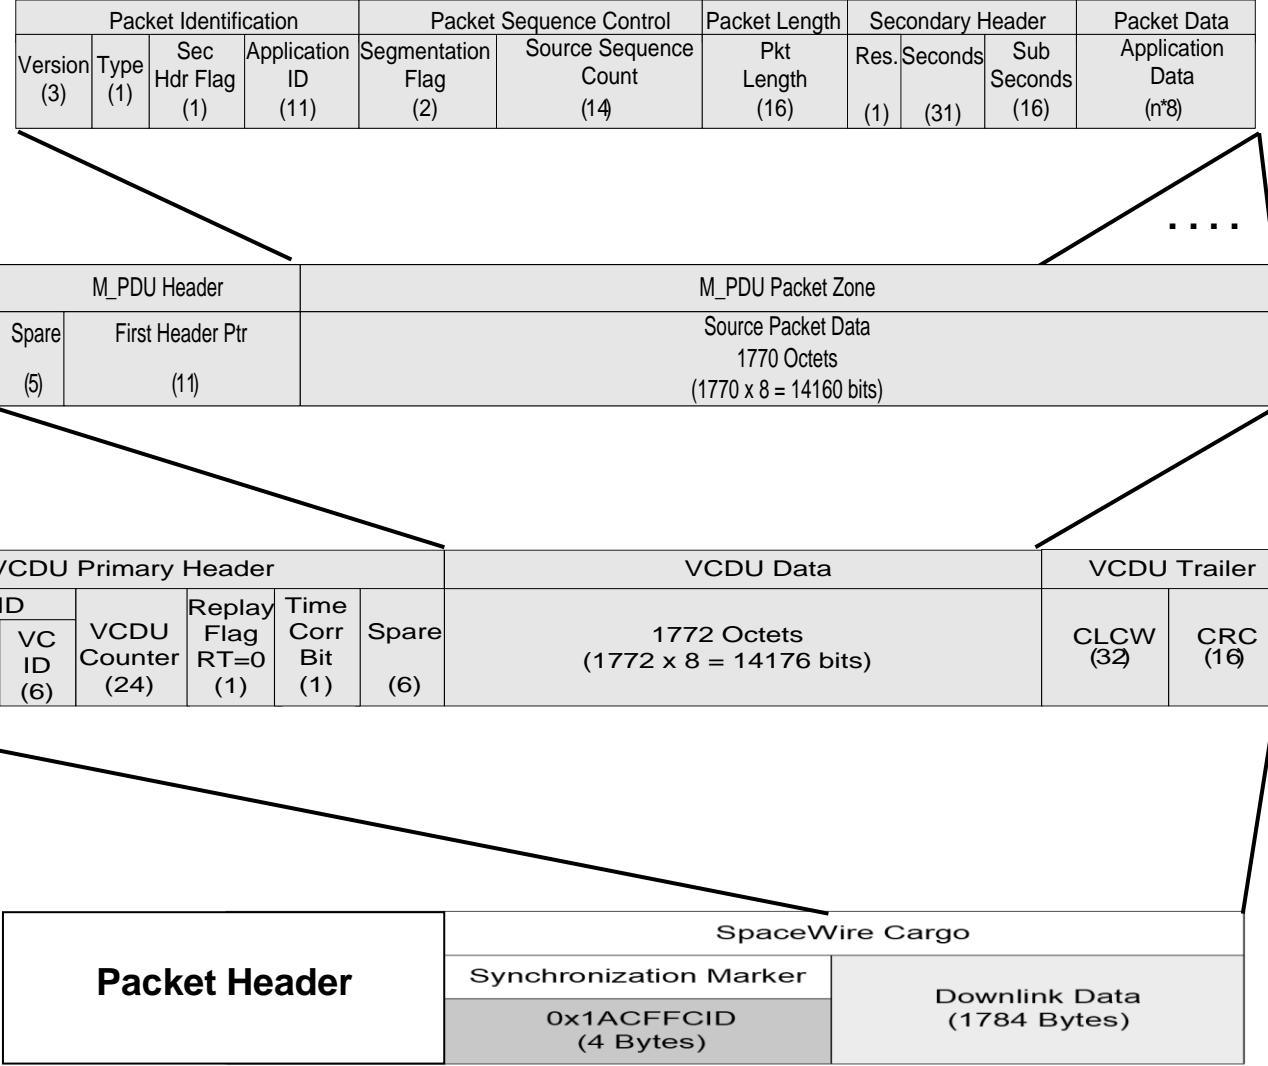 Packet Identification
Packet Sequence Control
Packet Length
Secondary Header
Packet Data
Version
(3)
Type
(1)
Sec
Hdr Flag
(1)
Application
ID
(11)
Segmentation
Flag
(2)
Source Sequence
Count
(14)
Pkt
Length
(16)
Res.
(1)
Seconds
(31)
Sub
Seconds
(16)
Application
Data
(n*8)
. . . .
M_PDU Header
M_PDU Packet Zone
Spare
(5)
First Header Ptr
(11)
Source Packet Data
1770 Octets
(1770 x 8 = 14160 bits)
VCDU Primary Header
VCDU Data
VCDU Trailer
ID
VC
ID
(6)
VCDU
Counter
(24)
Replay
Flag
RT=0
(1)
Time
Corr
Bit
(1)
Spare
(6)
1772 Octets
(1772 x 8 = 14176 bits)
CLCW
(32)
CRC
(16)
Packet Header
SpaceWire Cargo
Synchronization Marker
0x1ACFFCID
(4 Bytes)
Downlink Data
(1784 Bytes)